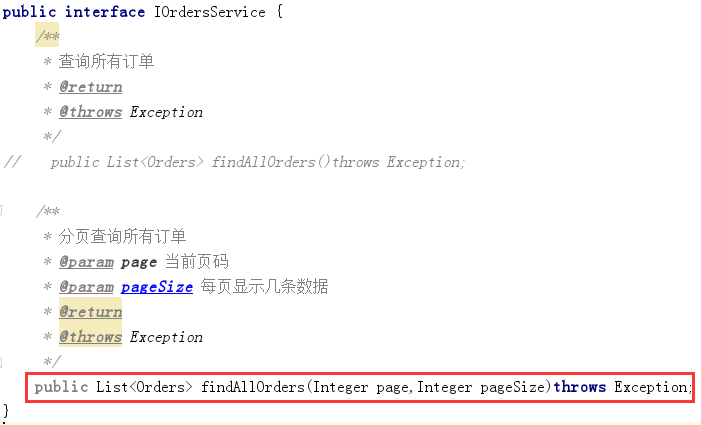 public interface IOrdersService {
/**
* 查询所有订单
* @return
* @throws Exception
*/
// public List<Orders> findAllOrders()throws Exception;
/**
* 分页查询所有订单
* @param page 当前页码
* @param pageSize 每页显示几条数据
* @return
* @throws Exception
*/
public List<Orders> findAllOrders(Integer page,Integer pageSize)throws Exception;
}